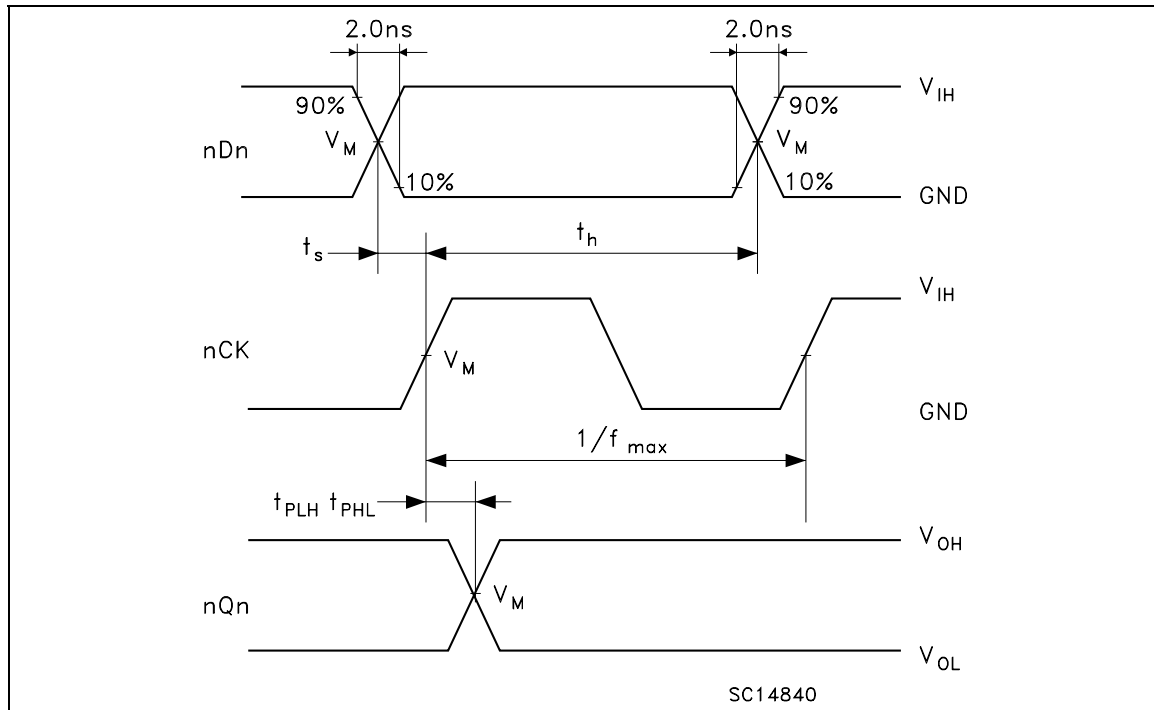 2.0ns 2.0ns
V_IH
90% 90%
nDn V_M V_M
10% 10%
GND
t_s t_h
V_IH
nCK V_M
GND
1/f_max
t_PLH t_PHL
V_OH
nQn V_M
V_OL
SC14840